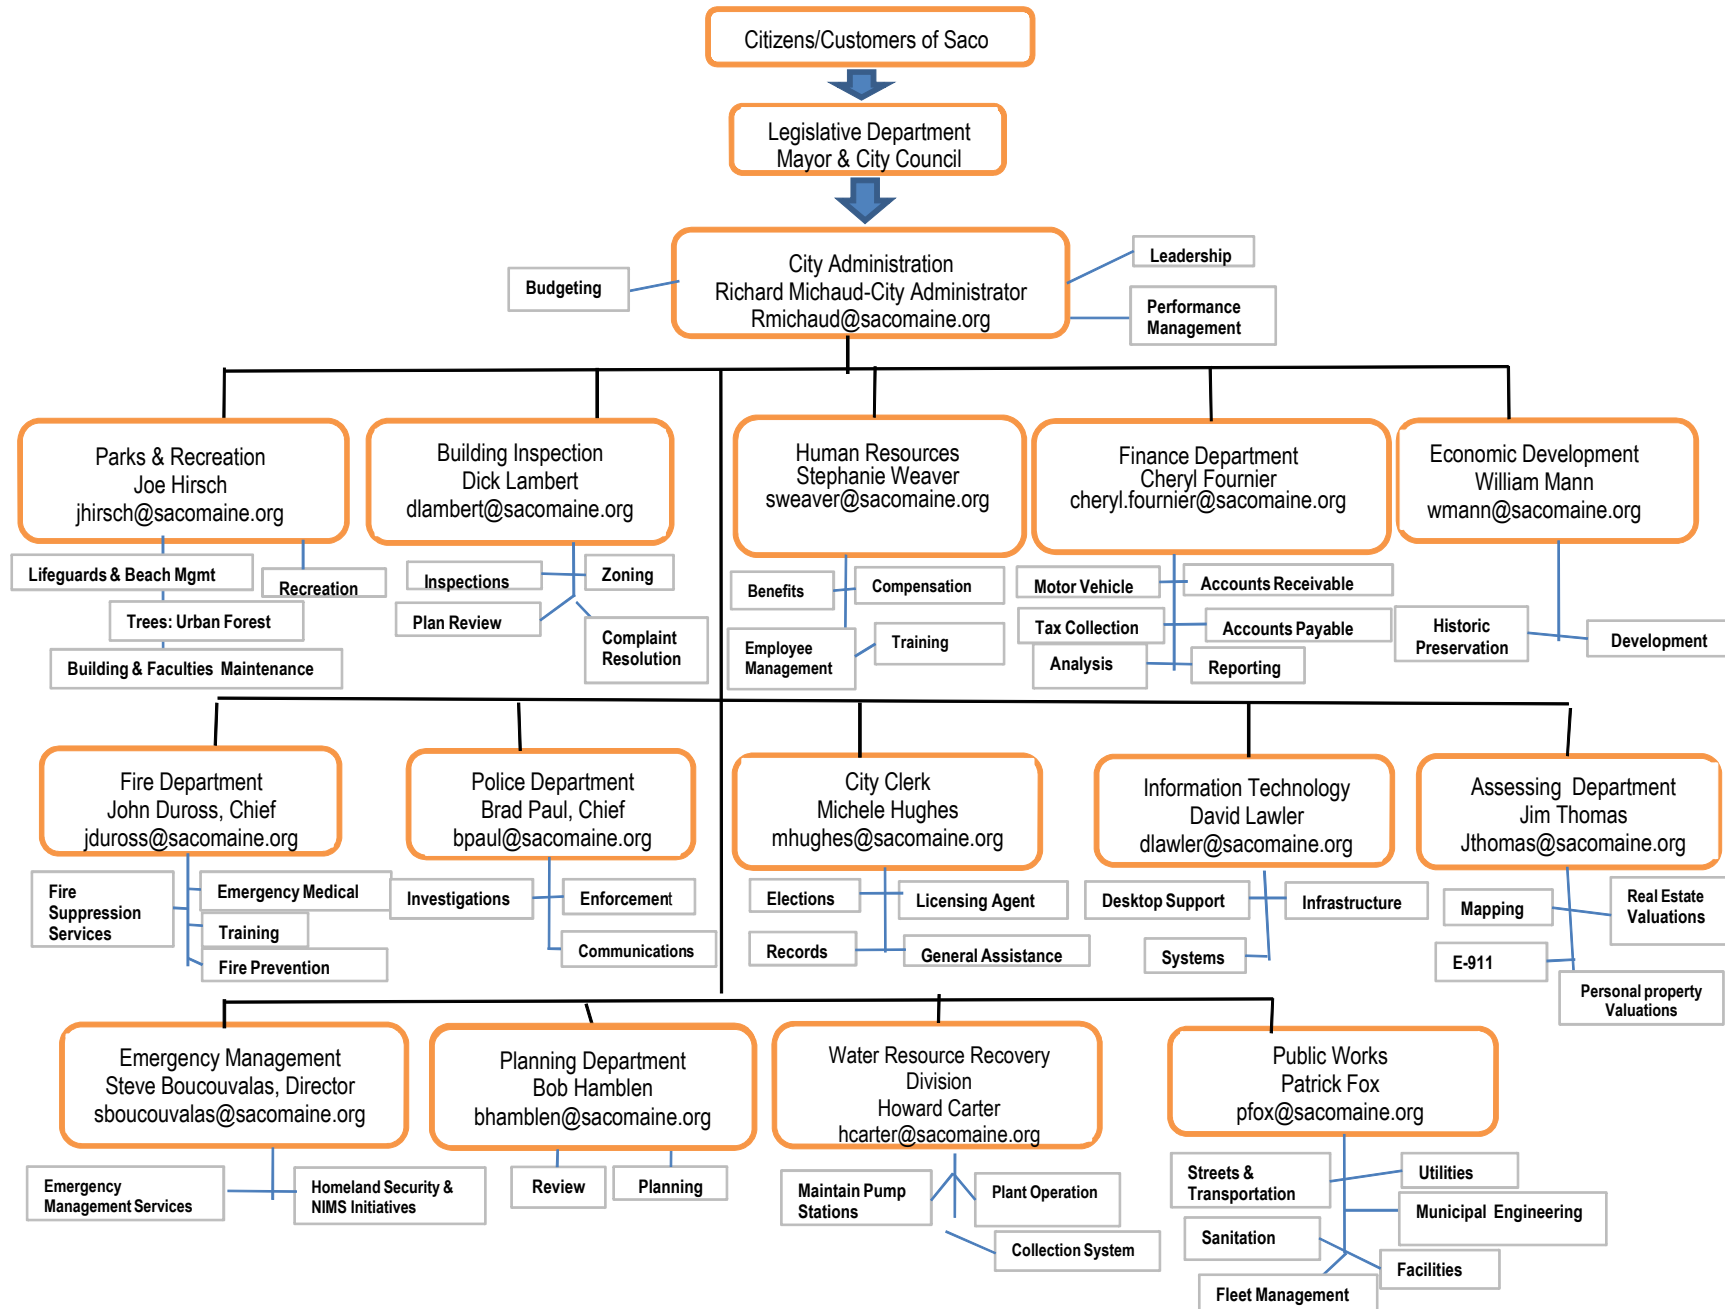 Citizens/Customers of Saco
Legislative Department
Mayor & City Council
City Administration
Richard Michaud-City Administrator
Rmichaud@sacomaine.org
Budgeting
Leadership
Performance
Management
Parks & Recreation
Joe Hirsch
jhirsch@sacomaine.org
Lifeguards & Beach Mgmt
Recreation
Trees: Urban Forest
Building & Faculties Maintenance
Building Inspection
Dick Lambert
dlambert@sacomaine.org
Inspections
Zoning
Plan Review
Complaint
Resolution
Human Resources
Stephanie Weaver
sweaver@sacomaine.org
Benefits
Compensation
Employee
Management
Training
Finance Department
Cheryl Fournier
cheryl.fournier@sacomaine.org
Motor Vehicle
Accounts Receivable
Tax Collection
Accounts Payable
Analysis
Reporting
Economic Development
William Mann
wmann@sacomaine.org
Historic
Preservation
Development
Fire Department
John Duross, Chief
jduross@sacomaine.org
Fire
Suppression
Services
Emergency Medical
Training
Fire Prevention
Police Department
Brad Paul, Chief
bpaul@sacomaine.org
Investigations
Enforcement
Communications
City Clerk
Michele Hughes
mhughes@sacomaine.org
Elections
Licensing Agent
Records
General Assistance
Information Technology
David Lawler
dlawler@sacomaine.org
Desktop Support
Infrastructure
Systems
Assessing Department
Jim Thomas
Jthomas@sacomaine.org
Mapping
Real Estate
Valuations
E-911
Personal property
Valuations
Emergency Management
Steve Boucouvalas, Director
sboucouvalas@sacomaine.org
Emergency
Management Services
Homeland Security &
NIMS Initiatives
Planning Department
Bob Hamblen
bhamblen@sacomaine.org
Review
Planning
Water Resource Recovery
Division
Howard Carter
hcarter@sacomaine.org
Maintain Pump
Stations
Plant Operation
Collection System
Public Works
Patrick Fox
pfox@sacomaine.org
Streets &
Transportation
Utilities
Municipal Engineering
Sanitation
Facilities
Fleet Management